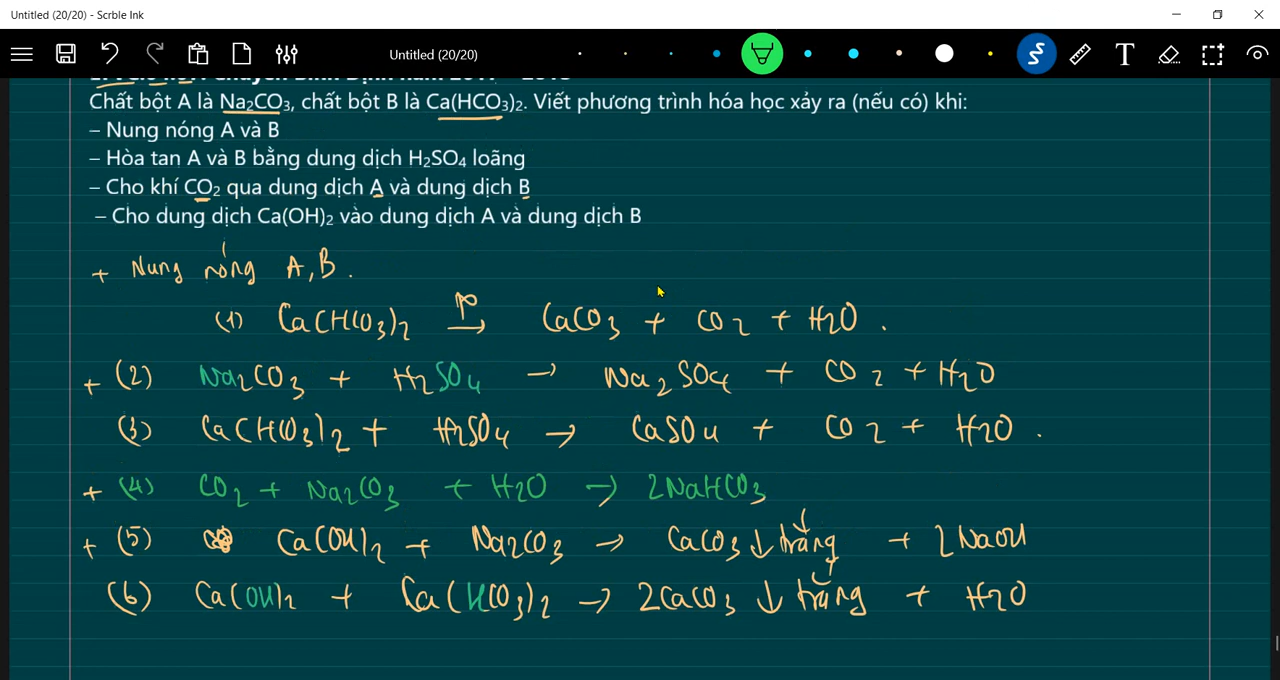 Untitled (20/20) - Scrble Ink
Untitled (20/20)
T
Chất bột A là Na₂CO₃, chất bột B là Ca(HCO₃)₂. Viết phương trình hóa học xảy ra (nếu có) khi:
– Nung nóng A và B
– Hòa tan A và B bằng dung dịch H₂SO₄ loãng
– Cho khí CO₂ qua dung dịch A và dung dịch B
– Cho dung dịch Ca(OH)₂ vào dung dịch A và dung dịch B
+ Nung nóng A, B.
(1) Ca(HCO₃)₂ →(t°) CaCO₃ + CO₂ + H₂O.
+ (2) Na₂CO₃ + H₂SO₄ → Na₂SO₄ + CO₂ + H₂O
(3) Ca(HCO₃)₂ + H₂SO₄ → CaSO₄ + CO₂ + H₂O.
+ (4) CO₂ + Na₂CO₃ + H₂O → 2NaHCO₃
+ (5) Ca(OH)₂ + Na₂CO₃ → CaCO₃↓ trắng + 2NaOH
(6) Ca(OH)₂ + Ca(HCO₃)₂ → 2CaCO₃↓ trắng + H₂O